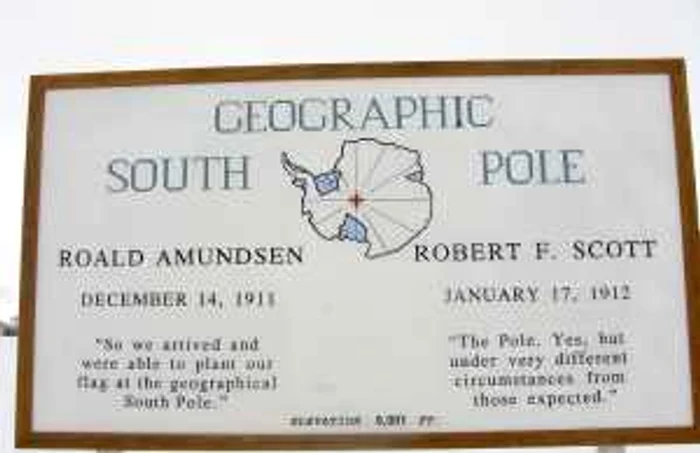 GEOGRAPHIC
SOUTH POLE
ROALD AMUNDSEN
DECEMBER 14, 1911
"So we arrived and
were able to plant our
flag at the geographical
South Pole."
ROBERT F. SCOTT
JANUARY 17, 1912
"The Pole. Yes, but
under very different
circumstances from
those expected."
ELEVATION FT